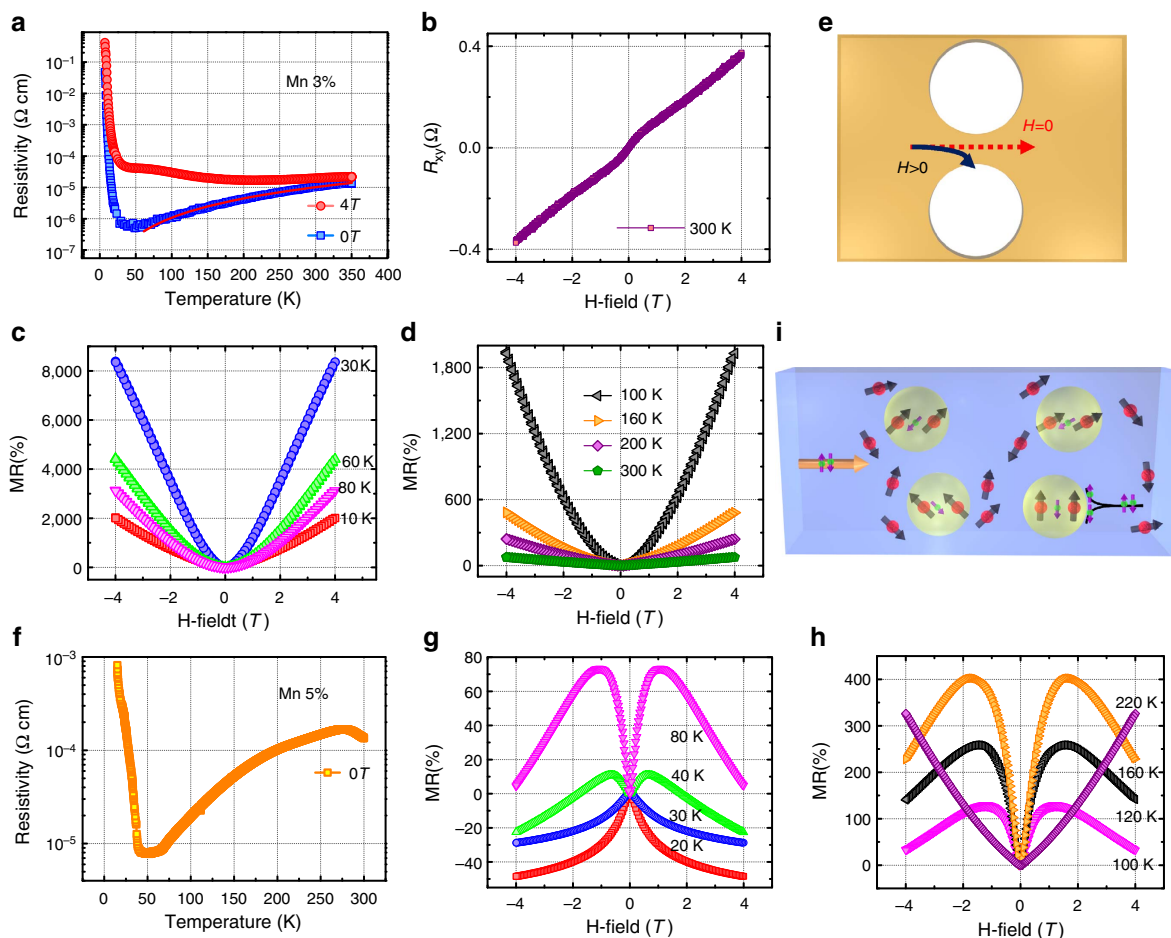 a
10⁻¹
10⁻²
10⁻³
10⁻⁴
10⁻⁵
10⁻⁶
10⁻⁷
Resistivity (Ω cm)
Mn 3%
4T
0T
0 50 100 150 200 250 300 350 400
Temperature (K)
b
0.4
0.0
−0.4
Rxy(Ω)
300 K
−4 −2 0 2 4
H-field (T)
e
H=0
H>0
c
8,000
6,000
4,000
2,000
0
MR(%)
30 K
60 K
80 K
10 K
−4 −2 0 2 4
H-fieldt (T)
d
1,800
1,200
600
0
MR(%)
100 K
160 K
200 K
300 K
−4 −2 0 2 4
H-field (T)
i
f
10⁻³
10⁻⁴
10⁻⁵
Resistivity (Ω cm)
Mn 5%
0T
0 50 100 150 200 250 300
Temperature (K)
g
80
60
40
20
0
−20
−40
MR(%)
80 K
40 K
30 K
20 K
−4 −2 0 2 4
H-field (T)
h
400
350
300
250
200
150
100
50
0
MR(%)
220 K
160 K
120 K
100 K
−4 −2 0 2 4
H-field (T)